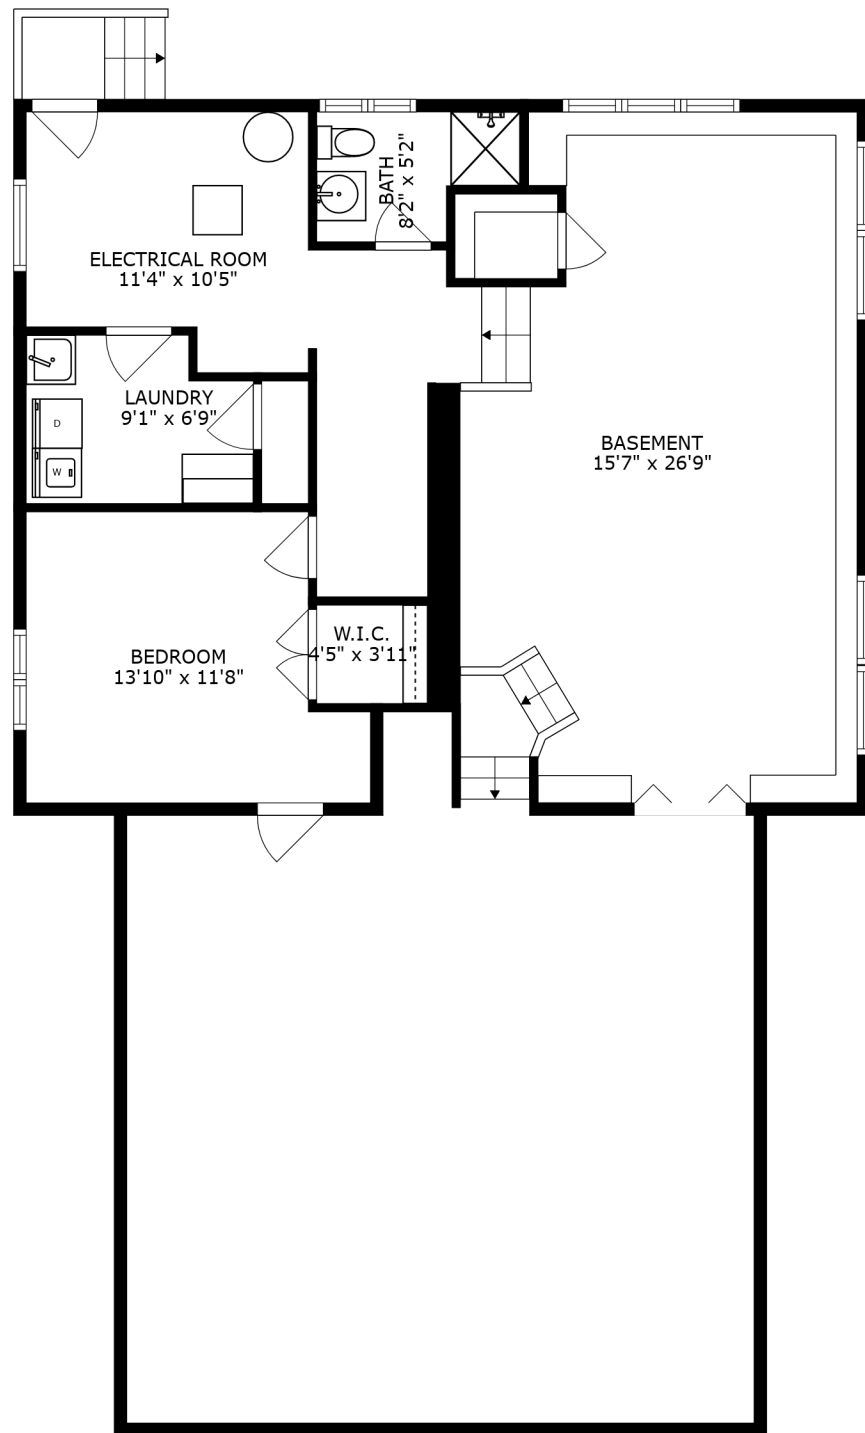 BATH
8'2" x 5'2"
ELECTRICAL ROOM
11'4" x 10'5"
LAUNDRY
9'1" x 6'9"
D
W
BASEMENT
15'7" x 26'9"
W.I.C.
4'5" x 3'11"
BEDROOM
13'10" x 11'8"